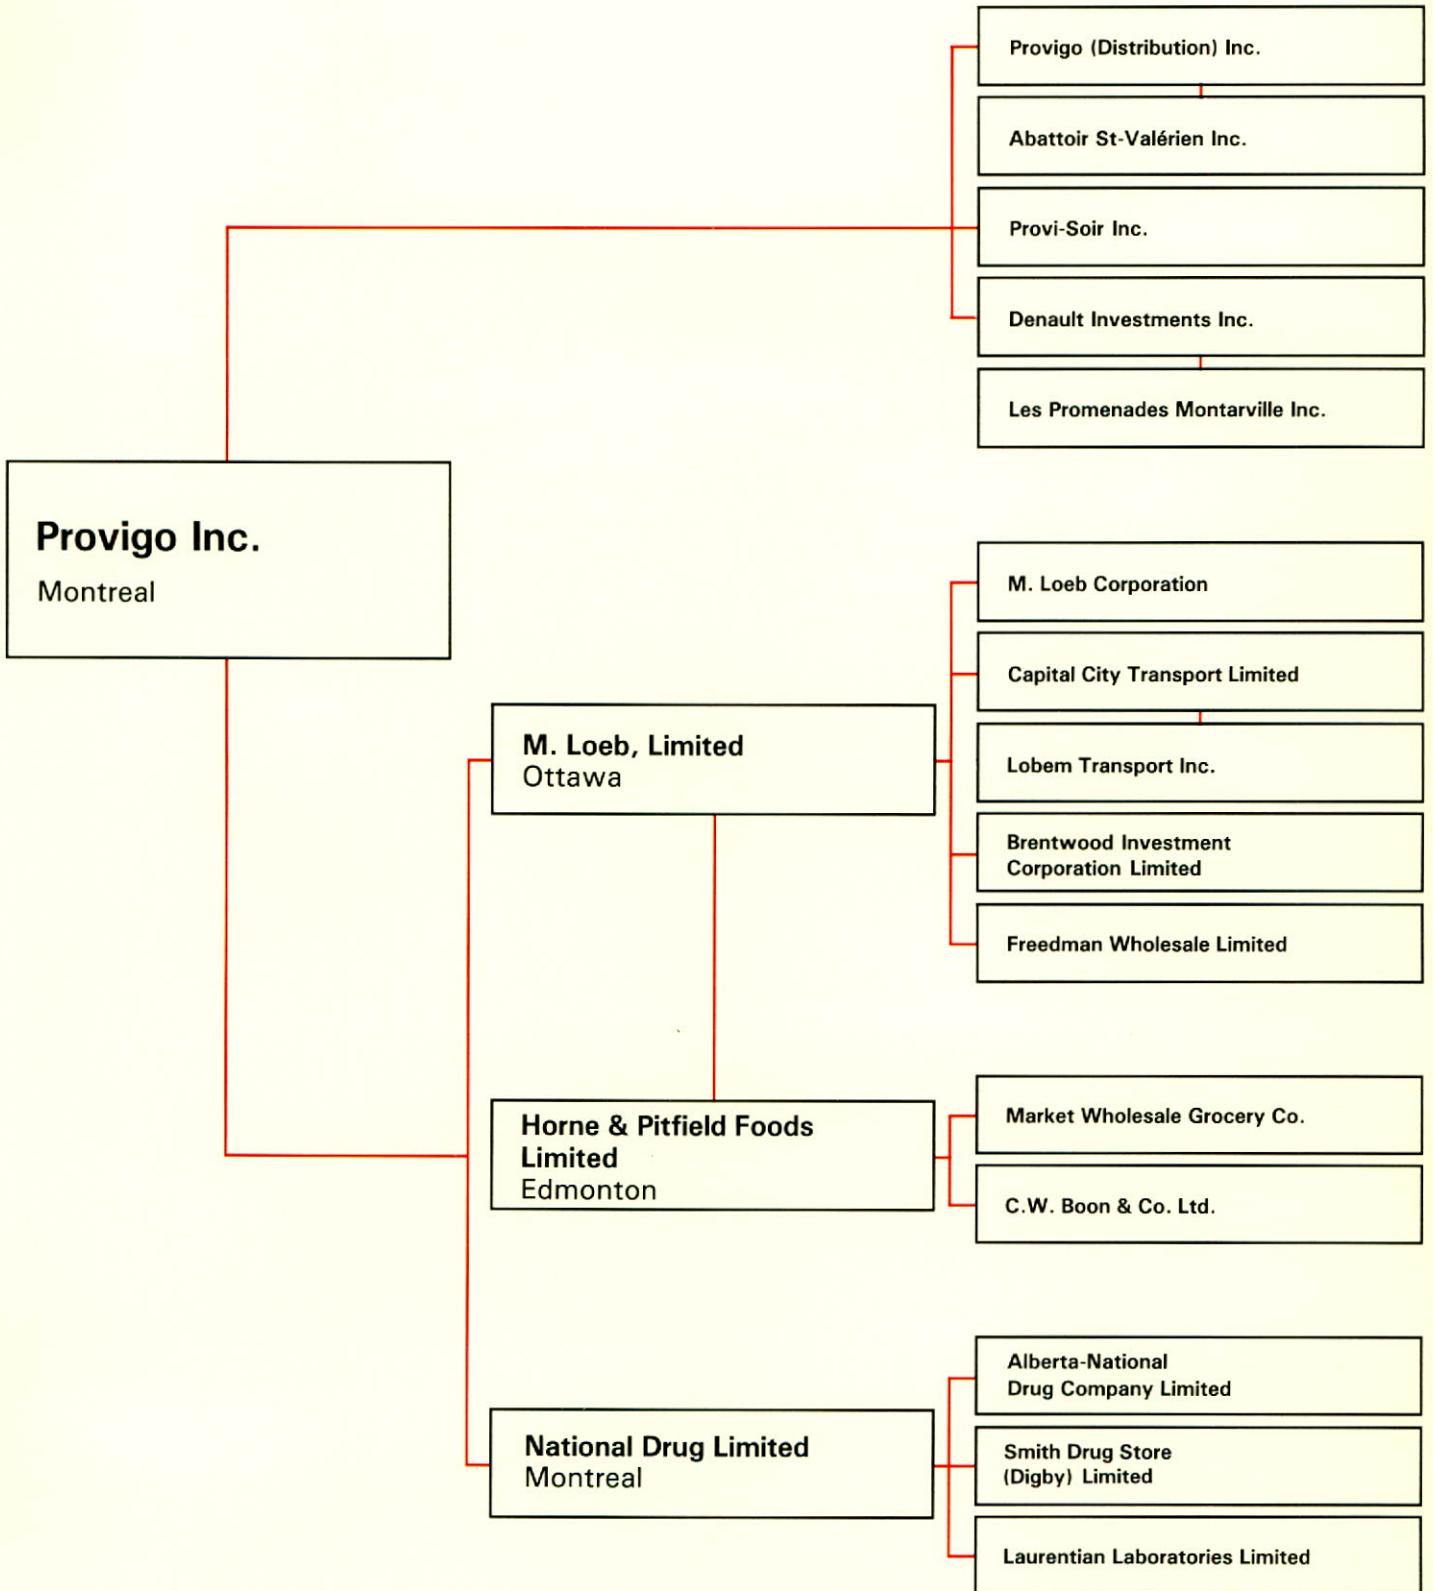 Provigo (Distribution) Inc.
Abattoir St-Valérien Inc.
Provi-Soir Inc.
Denault Investments Inc.
Les Promenades Montarville Inc.
Provigo Inc.
Montreal
M. Loeb Corporation
Capital City Transport Limited
M. Loeb, Limited
Ottawa
Lobem Transport Inc.
Brentwood Investment
Corporation Limited
Freedman Wholesale Limited
Horne & Pitfield Foods
Limited
Edmonton
Market Wholesale Grocery Co.
C.W. Boon & Co. Ltd.
National Drug Limited
Montreal
Alberta-National
Drug Company Limited
Smith Drug Store
(Digby) Limited
Laurentian Laboratories Limited